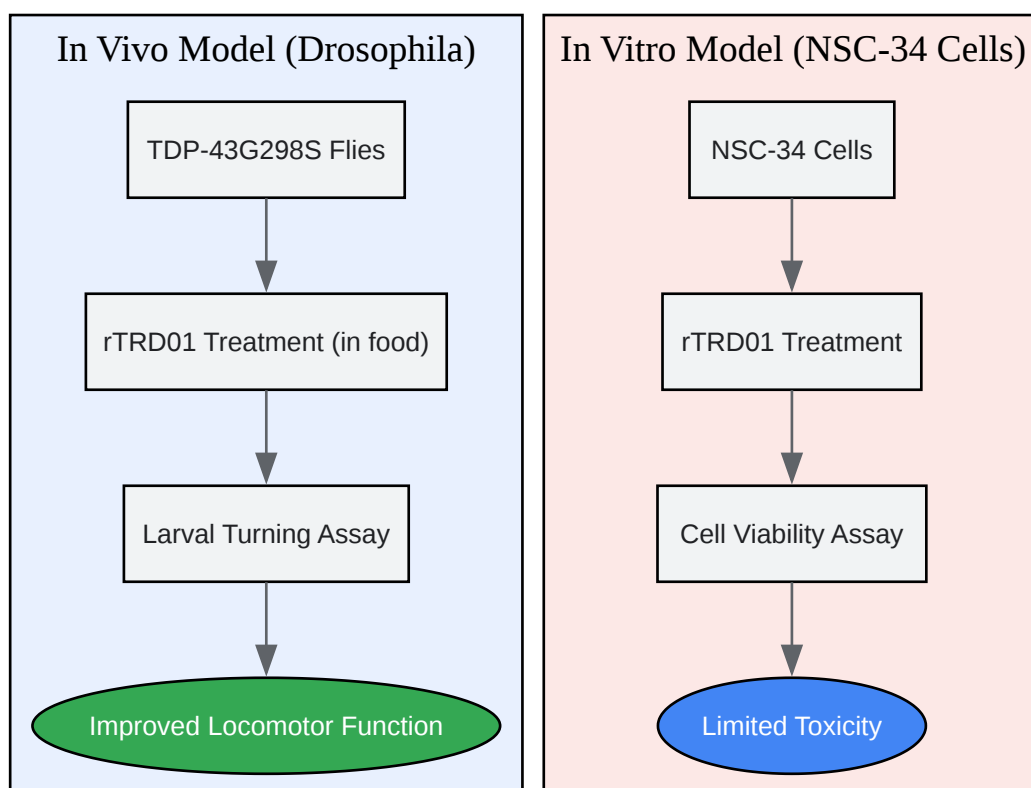 In Vivo Model (Drosophila)
TDP-43G298S Flies
rTRD01 Treatment (in food)
Larval Turning Assay
Improved Locomotor Function
In Vitro Model (NSC-34 Cells)
NSC-34 Cells
rTRD01 Treatment
Cell Viability Assay
Limited Toxicity